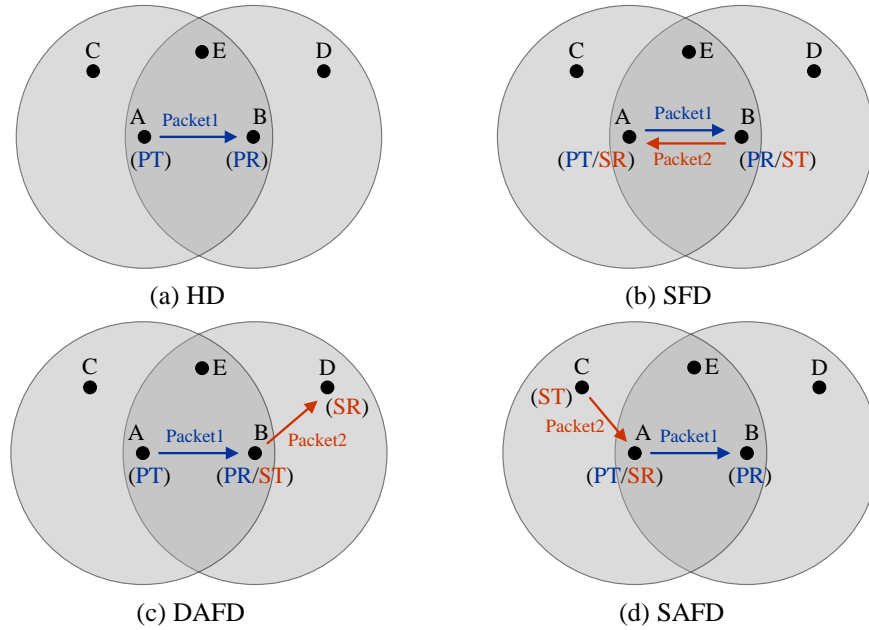 C
E
D
A
Packet1
B
(PT)
(PR)
(a) HD
C
E
D
A
Packet1
B
Packet2
(PT/SR)
(PR/ST)
(b) SFD
C
E
D
(SR)
A
Packet1
B
Packet2
(PT)
(PR/ST)
(c) DAFD
C
E
D
(ST)
Packet2
A
Packet1
B
(PT/SR)
(PR)
(d) SAFD